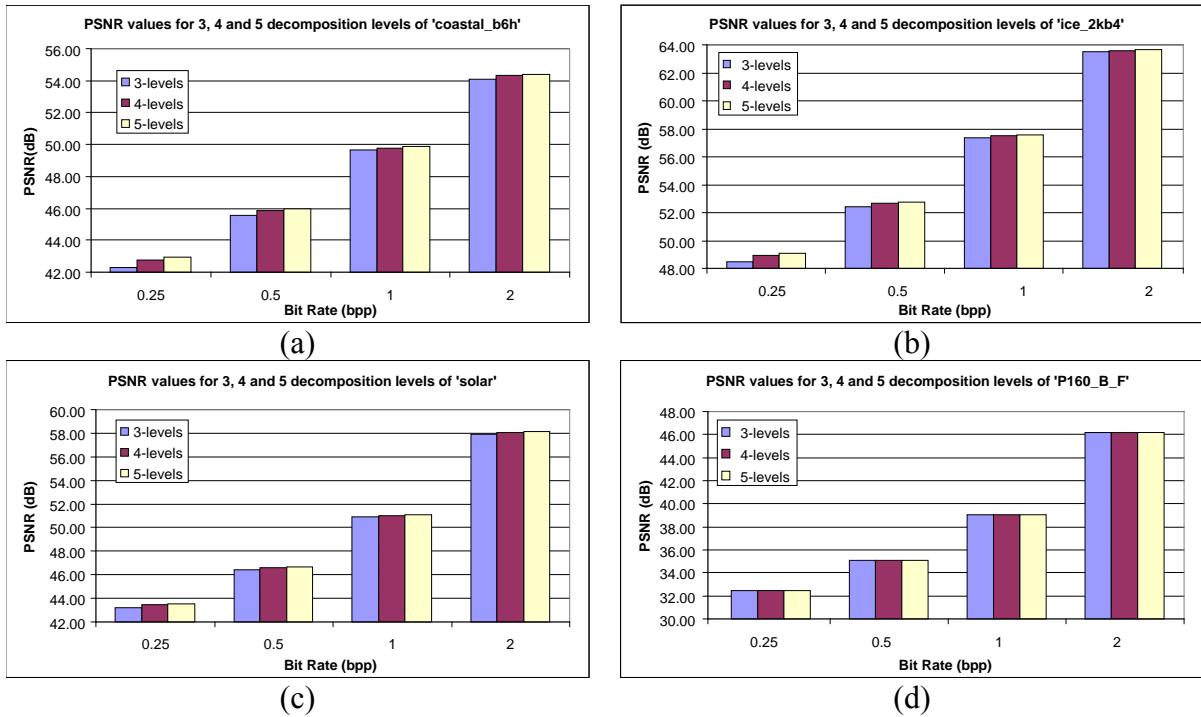 PSNR values for 3, 4 and 5 decomposition levels of 'coastal_b6h'
56.00
54.00
52.00
50.00
48.00
46.00
44.00
42.00
PSNR(dB)
3-levels
4-levels
5-levels
0.25 0.5 1 2
Bit Rate (bpp)
(a)
PSNR values for 3, 4 and 5 decomposition levels of 'ice_2kb4'
64.00
62.00
60.00
58.00
56.00
54.00
52.00
50.00
48.00
PSNR (dB)
3-levels
4-levels
5-levels
0.25 0.5 1 2
Bit Rate (bpp)
(b)
PSNR values for 3, 4 and 5 decomposition levels of 'solar'
60.00
58.00
56.00
54.00
52.00
50.00
48.00
46.00
44.00
42.00
PSNR (dB)
3-levels
4-levels
5-levels
0.25 0.5 1 2
Bit Rate (bpp)
(c)
PSNR values for 3, 4 and 5 decomposition levels of 'P160_B_F'
48.00
46.00
44.00
42.00
40.00
38.00
36.00
34.00
32.00
30.00
PSNR (dB)
3-levels
4-levels
5-levels
0.25 0.5 1 2
Bit Rate (bpp)
(d)